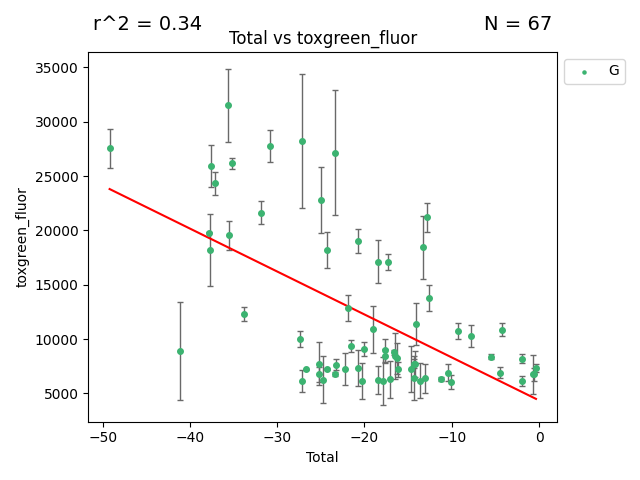 r^2 = 0.34
N = 67
Total vs toxgreen_fluor
G
35000
30000
25000
20000
15000
10000
5000
toxgreen_fluor
−50
−40
−30
−20
−10
0
Total